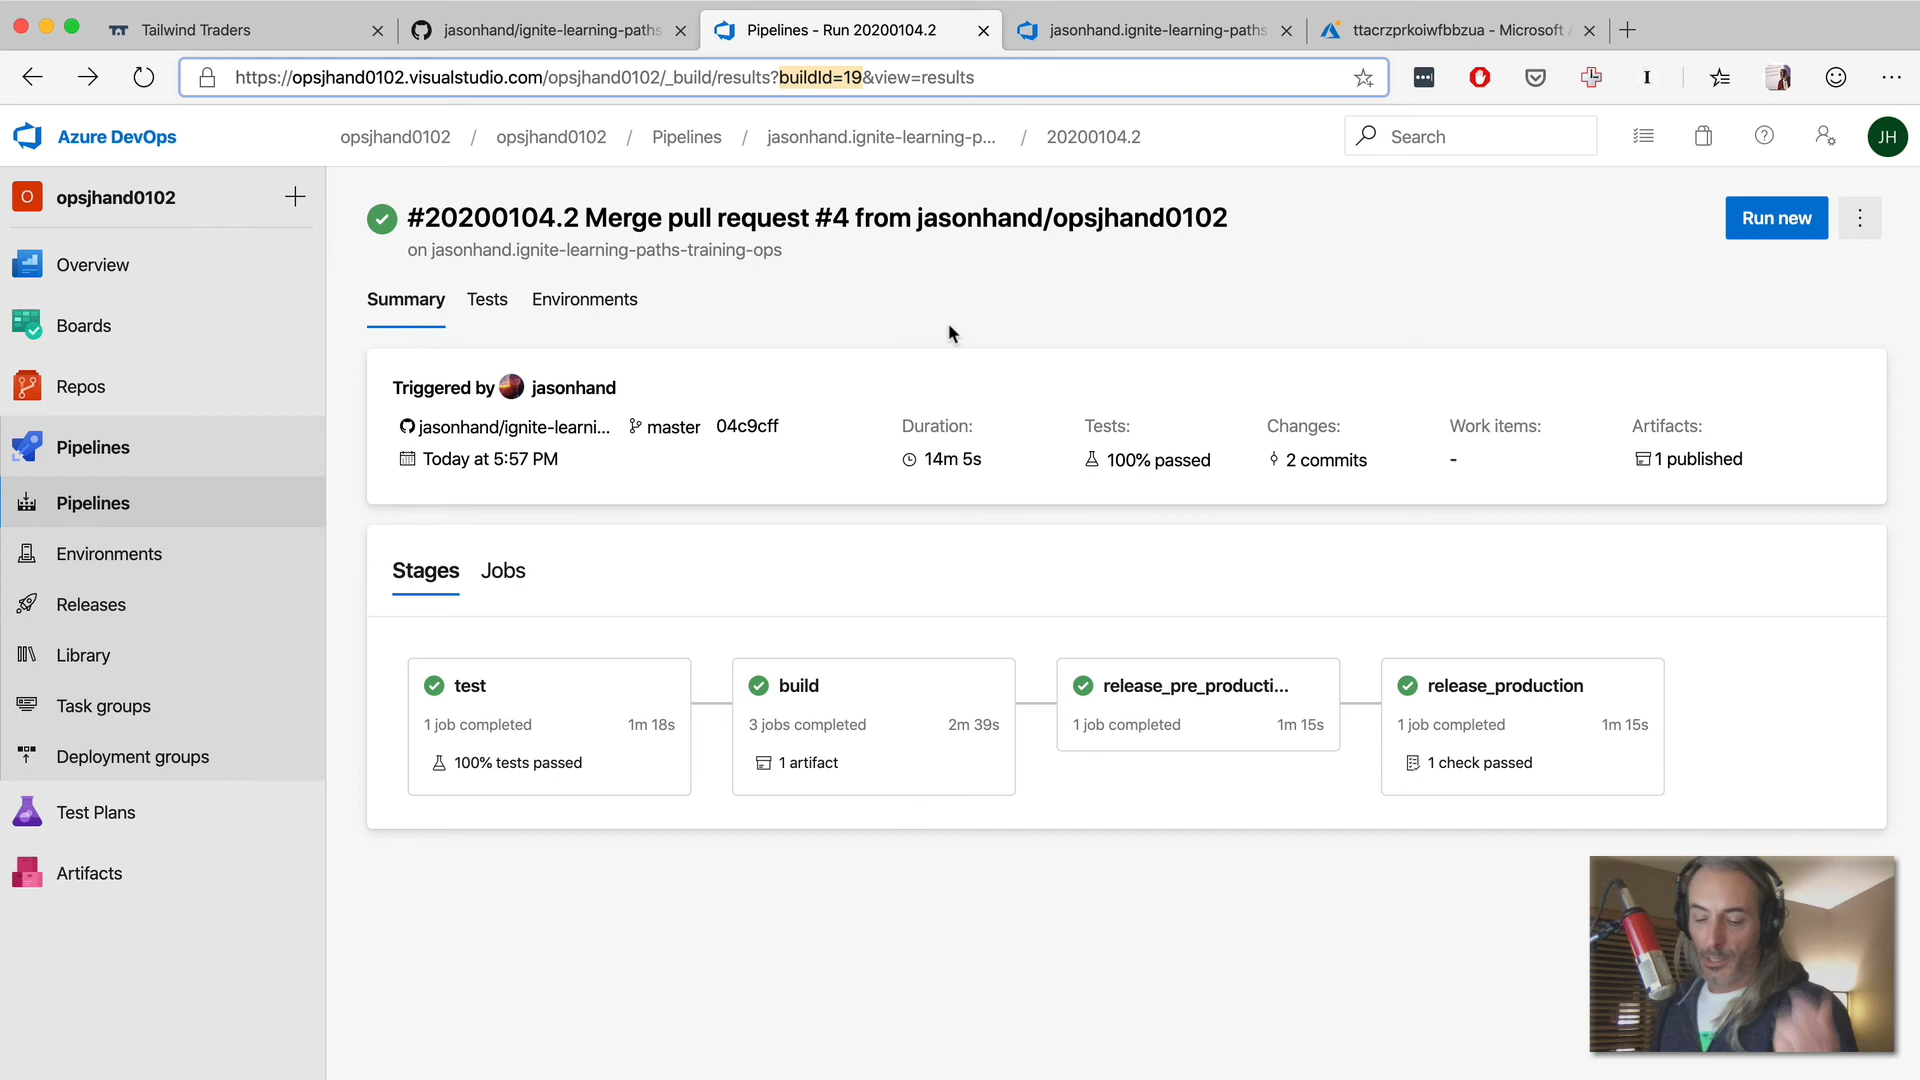 Tailwind Traders
jasonhand/ignite-learning-paths
Pipelines - Run 20200104.2
jasonhand.ignite-learning-paths
ttacrzprkoiwfbbzua - Microsoft A
https://opsjhand0102.visualstudio.com/opsjhand0102/_build/results?buildId=19&view=results
Azure DevOps
opsjhand0102 / opsjhand0102 / Pipelines / jasonhand.ignite-learning-p... / 20200104.2
Search
JH
O opsjhand0102
Overview
Boards
Repos
Pipelines
Pipelines
Environments
Releases
Library
Task groups
Deployment groups
Test Plans
Artifacts
#20200104.2 Merge pull request #4 from jasonhand/opsjhand0102
on jasonhand.ignite-learning-paths-training-ops
Run new
Summary Tests Environments
Triggered by jasonhand
jasonhand/ignite-learni... master 04c9cff
Today at 5:57 PM
Duration:
14m 5s
Tests:
100% passed
Changes:
2 commits
Work items:
-
Artifacts:
1 published
Stages Jobs
test
1 job completed 1m 18s
100% tests passed
build
3 jobs completed 2m 39s
1 artifact
release_pre_producti...
1 job completed 1m 15s
release_production
1 job completed 1m 15s
1 check passed